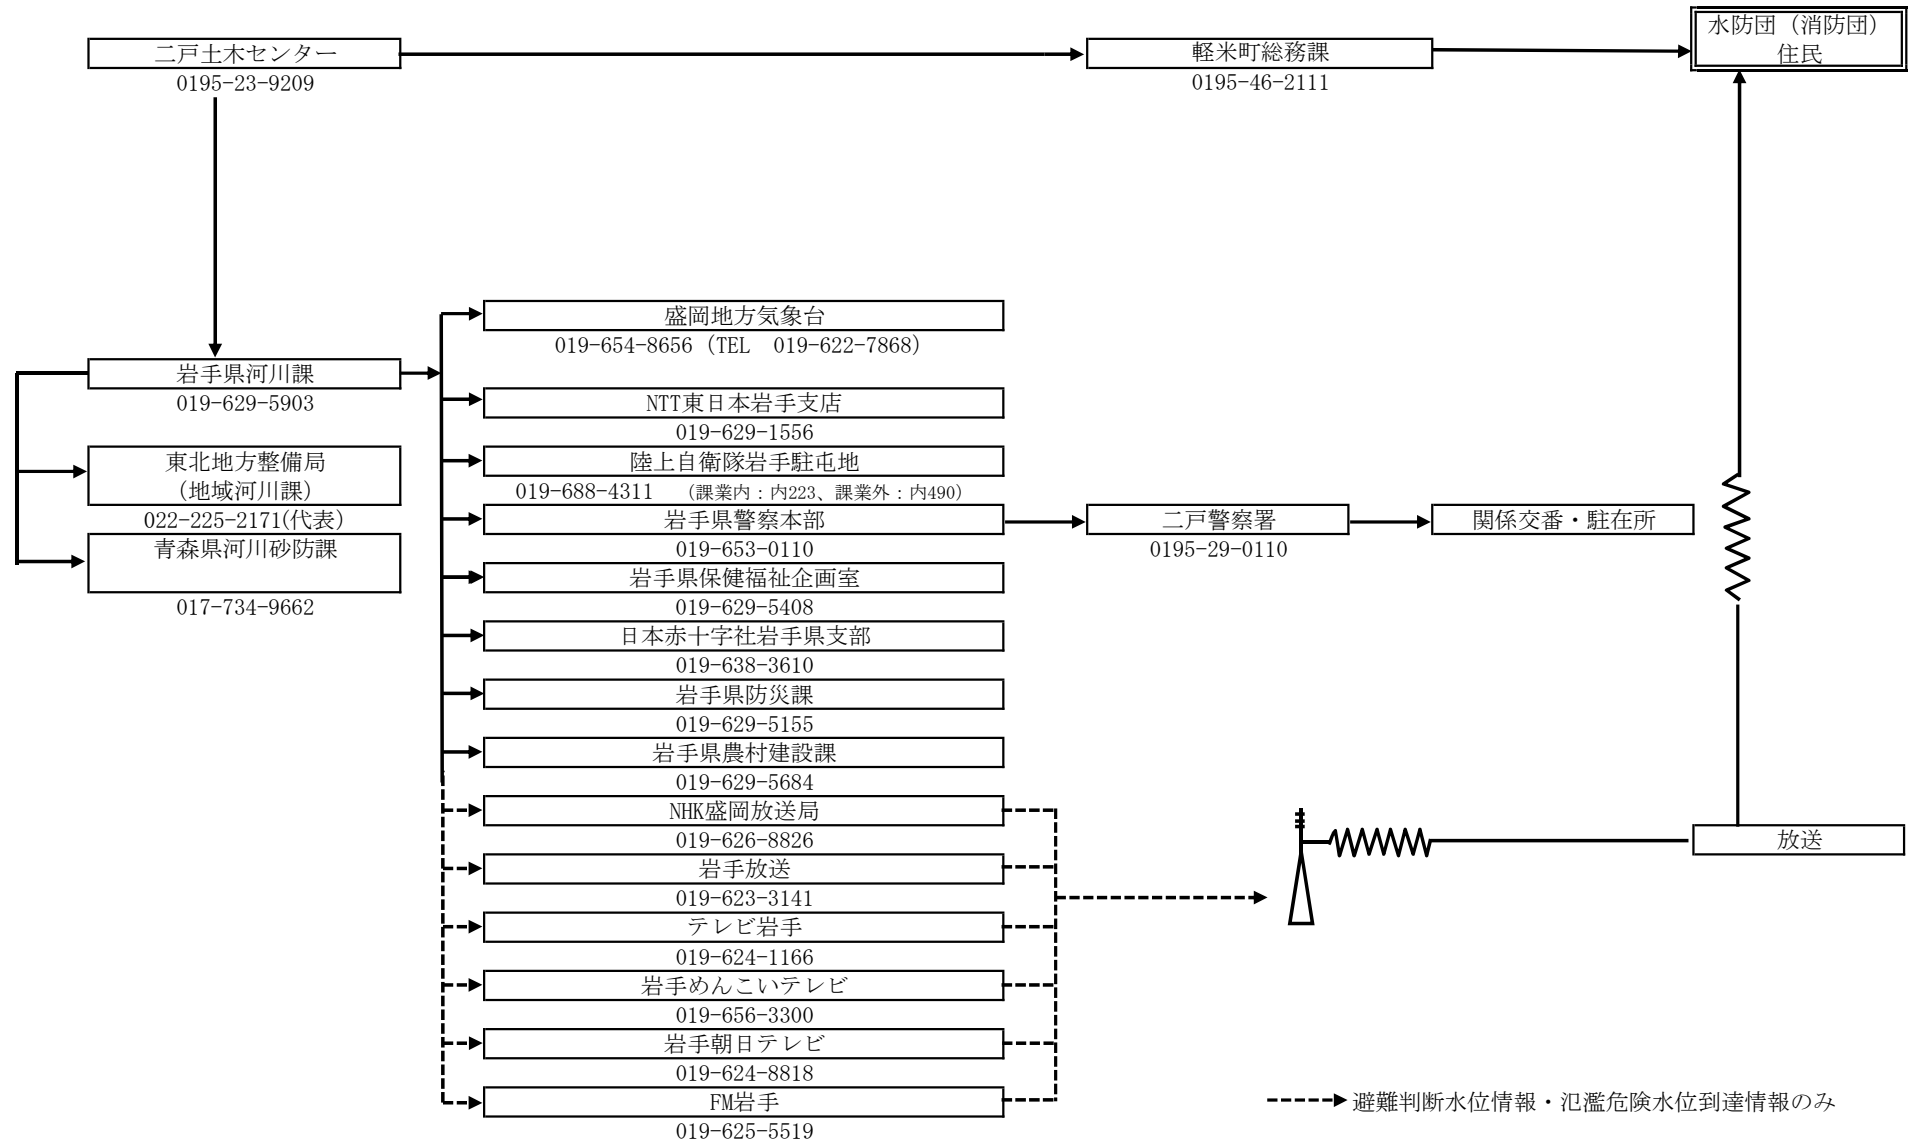 二戸土木センター
0195-23-9209
軽米町総務課
0195-46-2111
水防団（消防団）
住民
岩手県河川課
019-629-5903
東北地方整備局
（地域河川課）
022-225-2171(代表）
青森県河川砂防課
017-734-9662
盛岡地方気象台
019-654-8656（TEL　019-622-7868）
NTT東日本岩手支店
019-629-1556
陸上自衛隊岩手駐屯地
019-688-4311　（課業内：内223、課業外：内490）
岩手県警察本部
019-653-0110
二戸警察署
0195-29-0110
関係交番・駐在所
岩手県保健福祉企画室
019-629-5408
日本赤十字社岩手県支部
019-638-3610
岩手県防災課
019-629-5155
岩手県農村建設課
019-629-5684
NHK盛岡放送局
019-626-8826
岩手放送
019-623-3141
テレビ岩手
019-624-1166
岩手めんこいテレビ
019-656-3300
岩手朝日テレビ
019-624-8818
FM岩手
019-625-5519
放送
避難判断水位情報・氾濫危険水位到達情報のみ